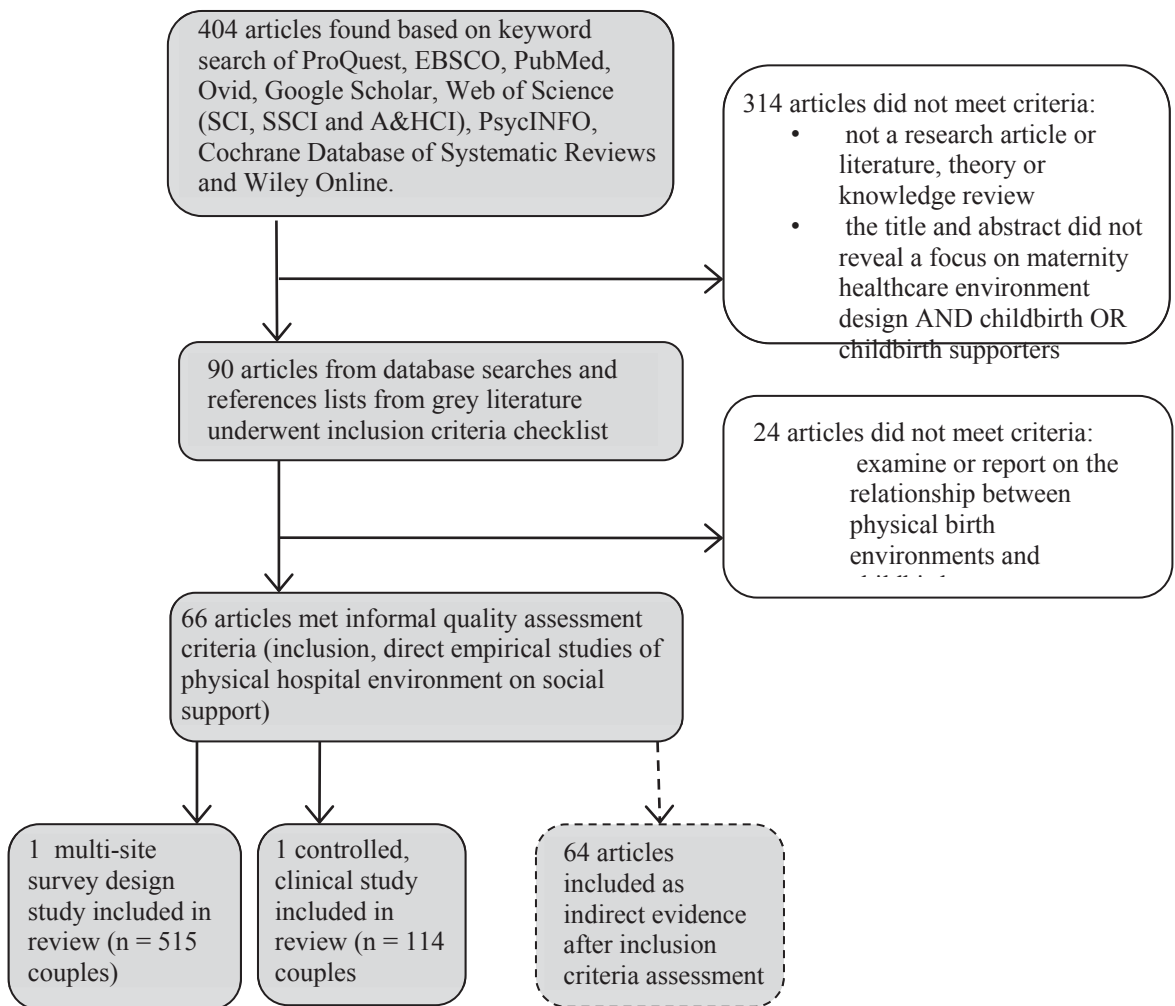 404 articles found based on keyword
search of ProQuest, EBSCO, PubMed,
Ovid, Google Scholar, Web of Science
(SCI, SSCI and A&HCI), PsycINFO,
Cochrane Database of Systematic Reviews
and Wiley Online.
314 articles did not meet criteria:
• not a research article or
literature, theory or
knowledge review
• the title and abstract did not
reveal a focus on maternity
healthcare environment
design AND childbirth OR
childbirth supporters
90 articles from database searches and
references lists from grey literature
underwent inclusion criteria checklist
24 articles did not meet criteria:
examine or report on the
relationship between
physical birth
environments and
66 articles met informal quality assessment
criteria (inclusion, direct empirical studies of
physical hospital environment on social
support)
1 multi-site
survey design
study included in
review (n = 515
couples)
1 controlled,
clinical study
included in
review (n = 114
couples
64 articles
included as
indirect evidence
after inclusion
criteria assessment